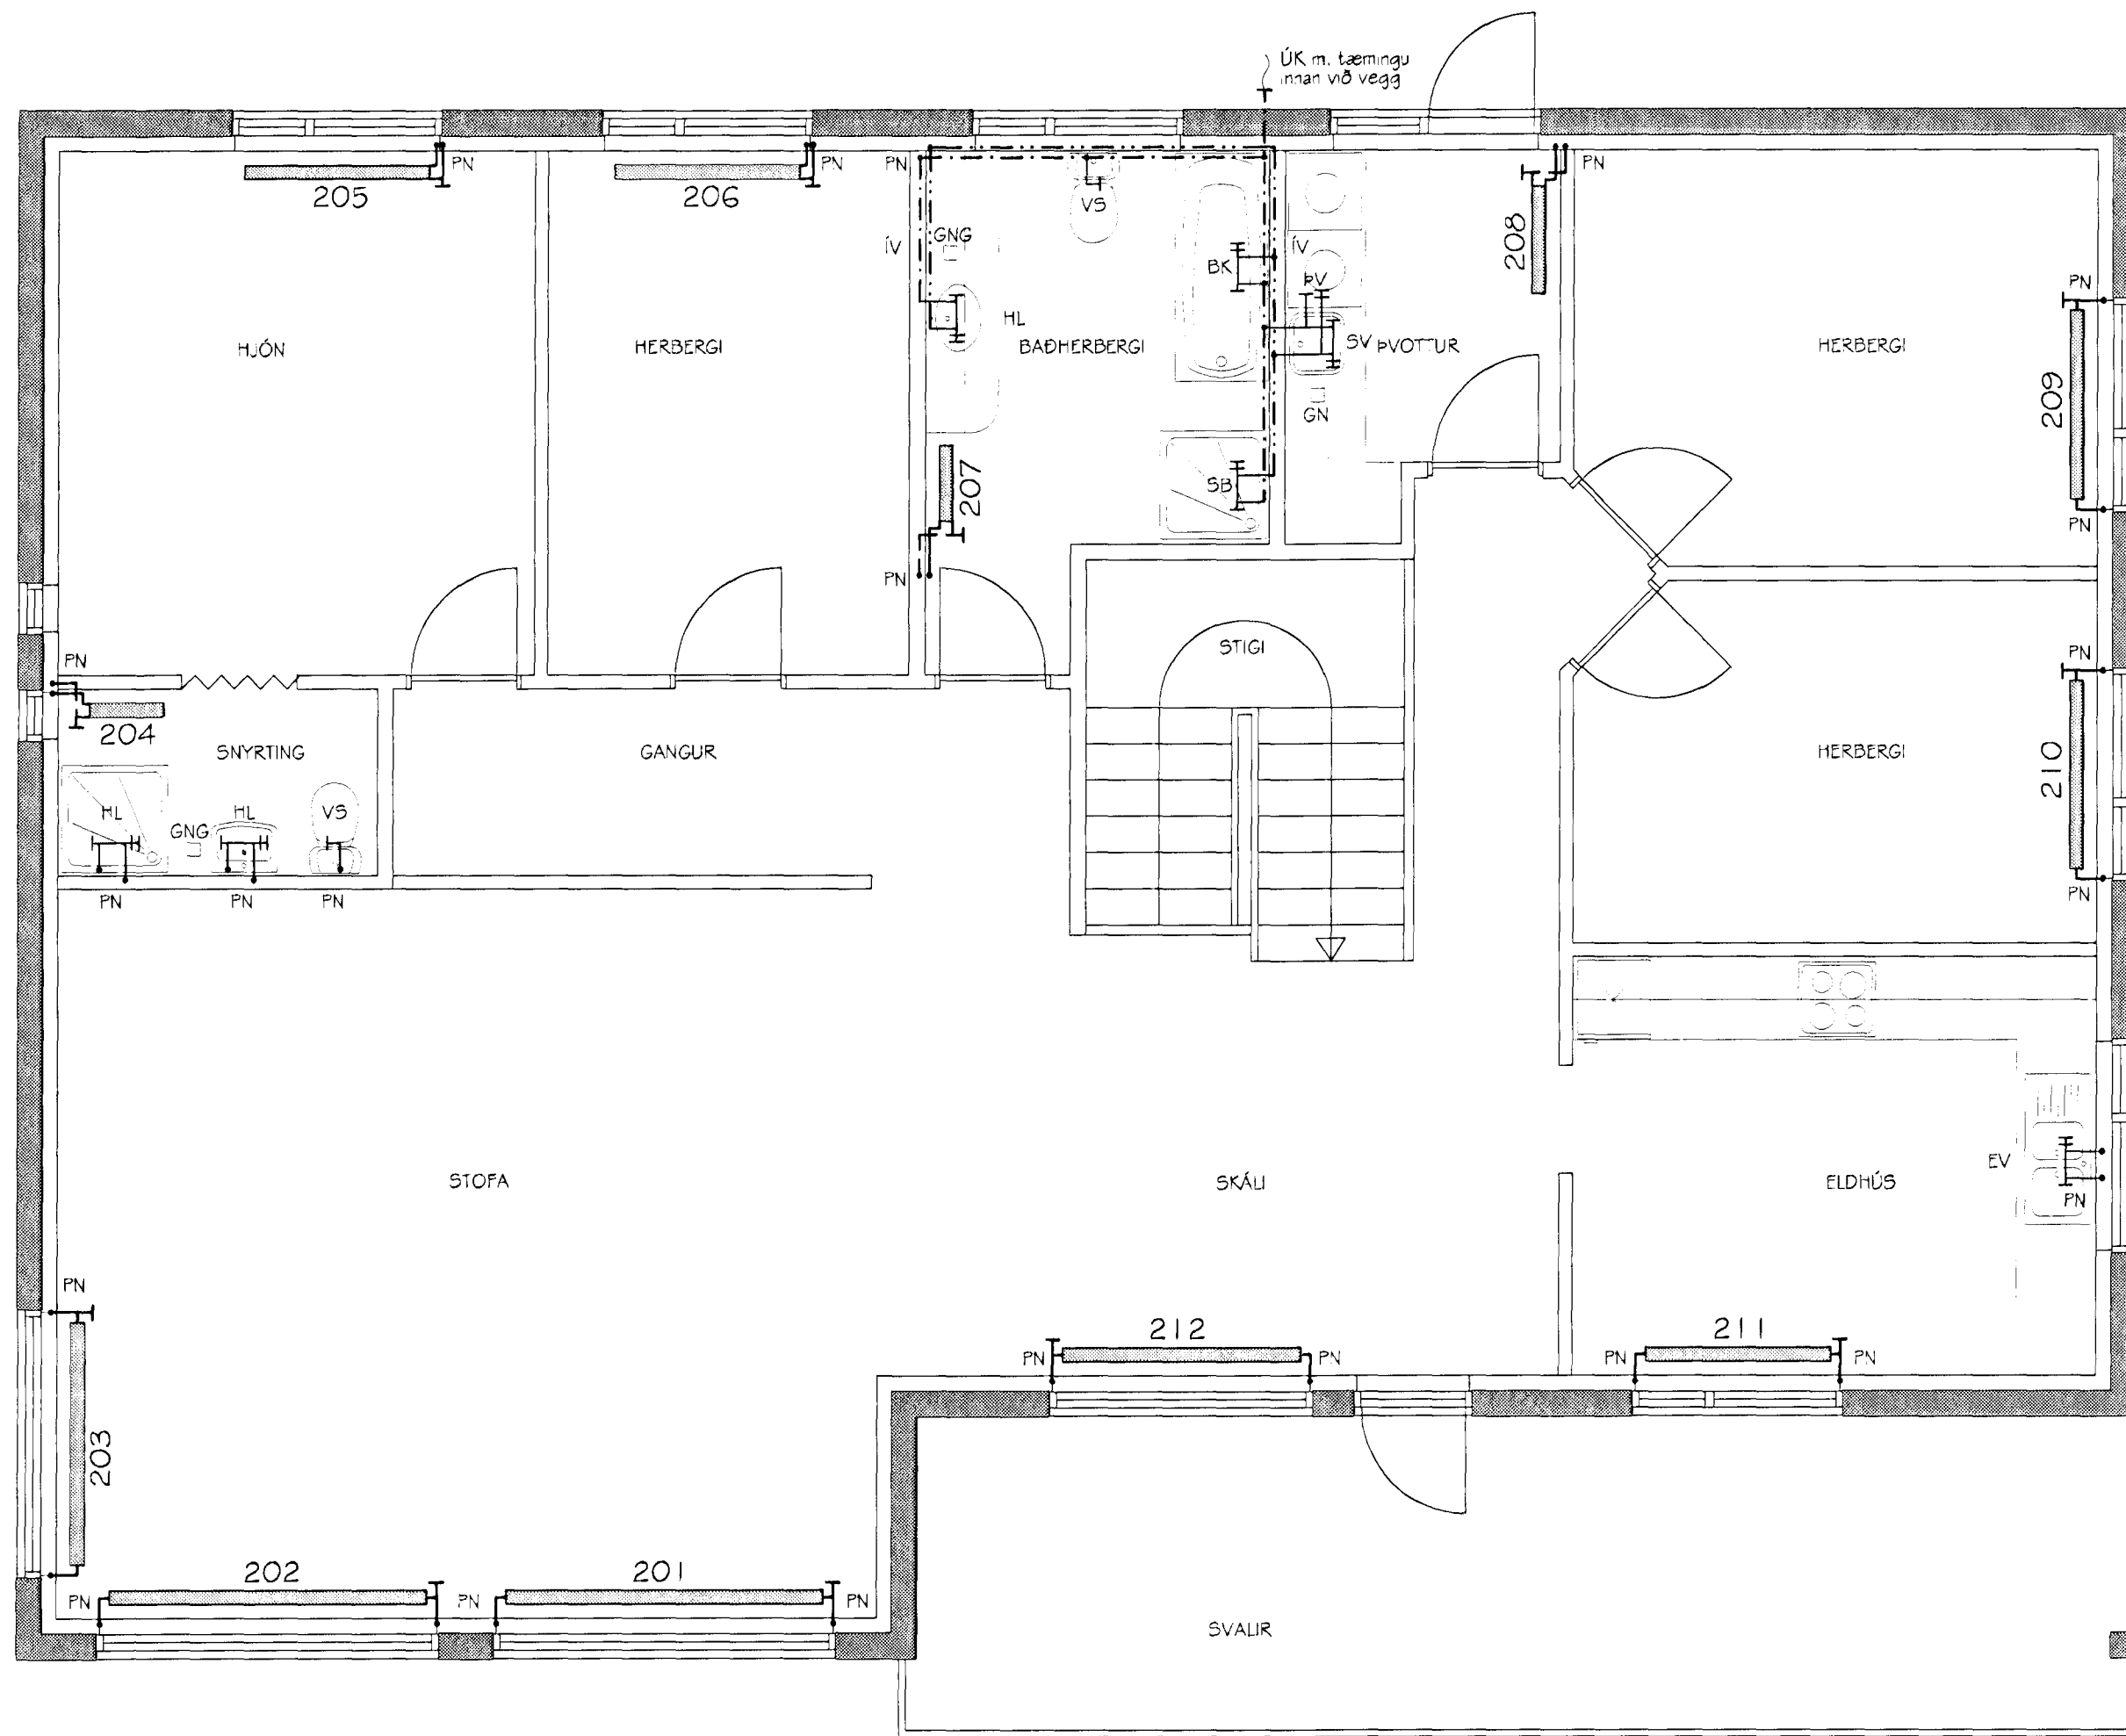 ÚK m. tæmingu
innan við vegg
PN
PN
PN
PN
205
206
VS
208
ÍV
GNG
ÍV
BK
ÞV
PN
HL
HJÓN
HERBERGI
BAÐHERBERGI
SV
ÞVOTTUR
HERBERGI
209
GN
207
SB
PN
PN
STIGI
PN
PN
204
SNYRTING
GANGUR
HERBERGI
210
HL
GNG
HL
VS
PN
PN
PN
PN
STOFA
SKÁLI
ELDHÚS
EV
PN
PN
212
211
PN
PN
PN
PN
203
202
201
PN
PN
PN
SVALIR